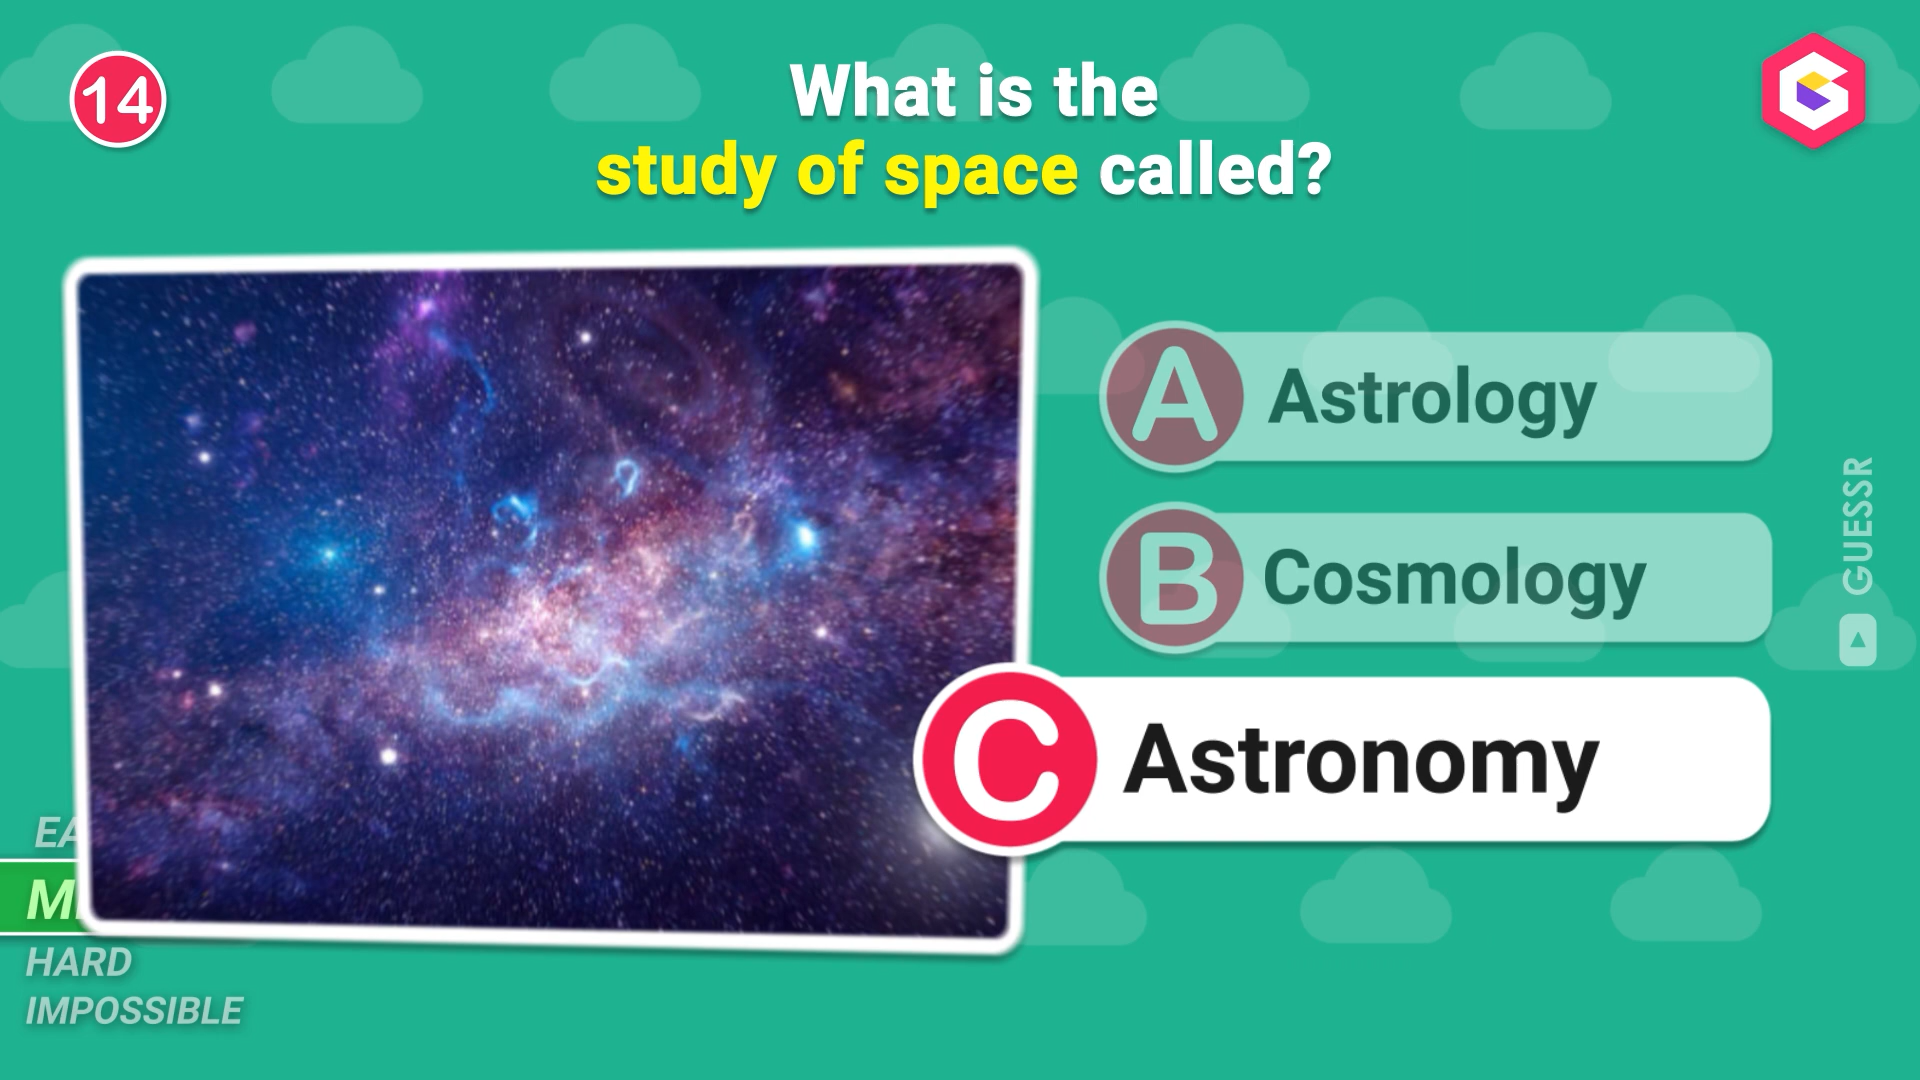 14
What is the
study of space called?
A Astrology
B Cosmology
C Astronomy
GUESSR
HARD
IMPOSSIBLE